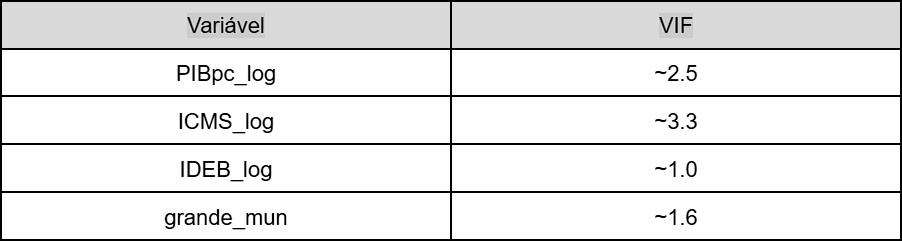 Variável VIF
PIBpc_log ~2.5
ICMS_log ~3.3
IDEB_log ~1.0
grande_mun ~1.6